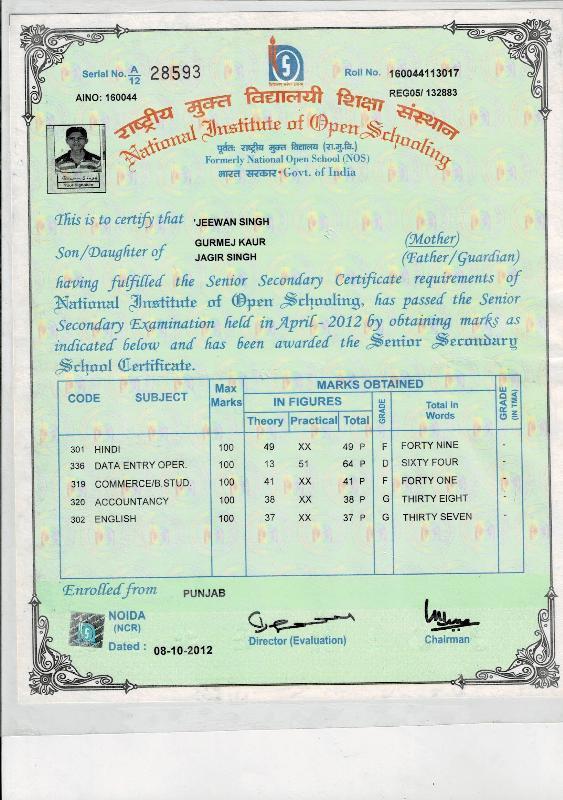 Serial No. A/12 28593
Roll No. 160044113017
AINO: 160044
REG05/ 132883
राष्ट्रीय मुक्त विद्यालयी शिक्षा संस्थान
National Institute of Open Schooling
पूर्वतः राष्ट्रीय मुक्त विद्यालय (रा.मु.वि.)
Formerly National Open School (NOS)
भारत सरकार • Govt. of India
This is to certify that 'JEEWAN SINGH
GURMEJ KAUR (Mother)
Son/Daughter of JAGIR SINGH (Father/Guardian)
having fulfilled the Senior Secondary Certificate requirements of
National Institute of Open Schooling, has passed the Senior
Secondary Examination held in April - 2012 by obtaining marks as
indicated below and has been awarded the Senior Secondary
School Certificate.
CODE SUBJECT Max Marks MARKS OBTAINED GRADE (IN TMA)
IN FIGURES GRADE Total in Words
Theory Practical Total
301 HINDI 100 49 XX 49 P F FORTY NINE -
336 DATA ENTRY OPER. 100 13 51 64 P D SIXTY FOUR -
319 COMMERCE/B.STUD. 100 41 XX 41 P F FORTY ONE -
320 ACCOUNTANCY 100 38 XX 38 P G THIRTY EIGHT -
302 ENGLISH 100 37 XX 37 P G THIRTY SEVEN -
Enrolled from PUNJAB
NOIDA
(NCR)
Dated : 08-10-2012
Director (Evaluation)
Chairman